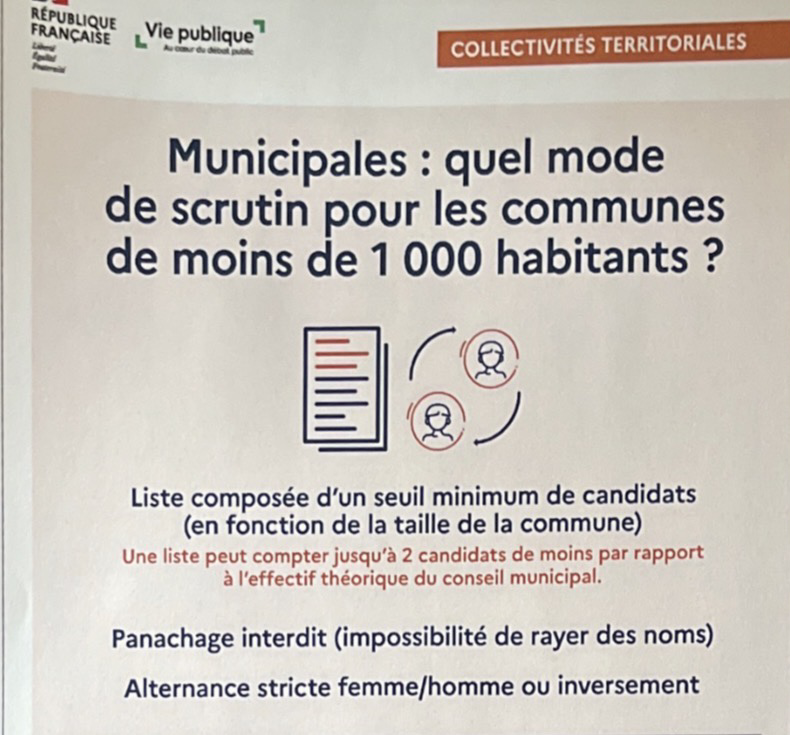 RÉPUBLIQUE
FRANÇAISE
Liberté
Égalité
Fraternité
Vie publique
Au cœur du débat public
COLLECTIVITÉS TERRITORIALES
Municipales : quel mode
de scrutin pour les communes
de moins de 1 000 habitants ?
Liste composée d'un seuil minimum de candidats
(en fonction de la taille de la commune)
Une liste peut compter jusqu'à 2 candidats de moins par rapport
à l'effectif théorique du conseil municipal.
Panachage interdit (impossibilité de rayer des noms)
Alternance stricte femme/homme ou inversement